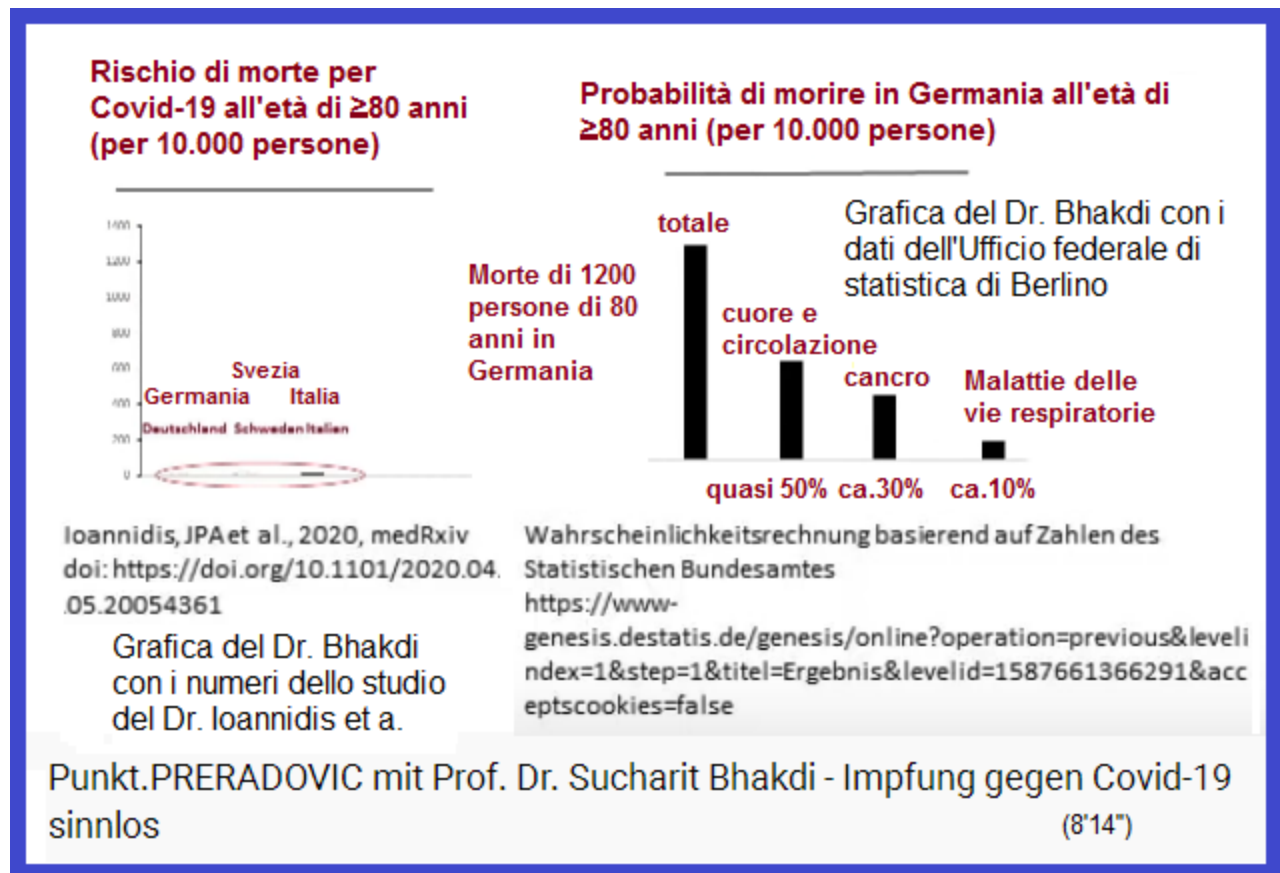 Rischio di morte per
Covid-19 all'età di ≥80 anni
(per 10.000 persone)
1400
1200
1000
800
600
400
200
0
Svezia
Germania Italia
Deutschland Schweden Italien
Ioannidis, JPA et al., 2020, medRxiv
doi: https://doi.org/10.1101/2020.04.
.05.20054361
Grafica del Dr. Bhakdi
con i numeri dello studio
del Dr. Ioannidis et a.
Probabilità di morire in Germania all'età di
≥80 anni (per 10.000 persone)
Grafica del Dr. Bhakdi con i
dati dell'Ufficio federale di
statistica di Berlino
Morte di 1200
persone di 80
anni in
Germania
totale
cuore e
circolazione
cancro
Malattie delle
vie respiratorie
quasi 50% ca.30% ca.10%
Wahrscheinlichkeitsrechnung basierend auf Zahlen des
Statistischen Bundesamtes
https://www-
genesis.destatis.de/genesis/online?operation=previous&leveli
ndex=1&step=1&titel=Ergebnis&levelid=1587661366291&acc
eptscookies=false
Punkt.PRERADOVIC mit Prof. Dr. Sucharit Bhakdi - Impfung gegen Covid-19
sinnlos
(8'14")